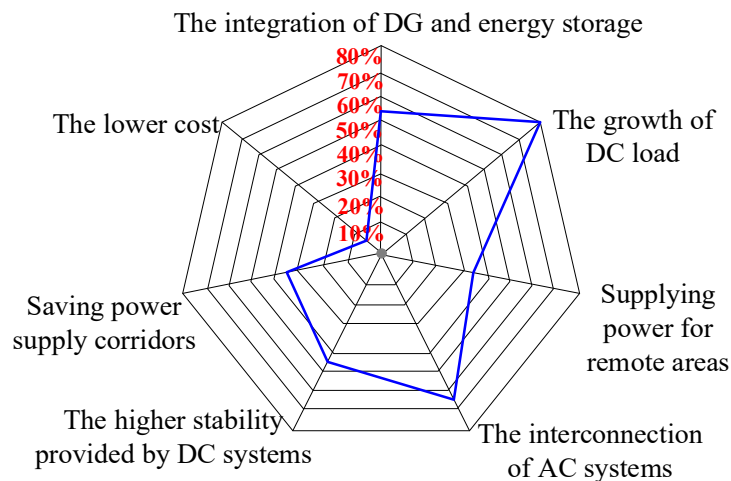 The integration of DG and energy storage
80%
70%
60%
50%
40%
30%
20%
10%
The lower cost
The growth of
DC load
Saving power
supply corridors
Supplying
power for
remote areas
The higher stability
provided by DC systems
The interconnection
of AC systems